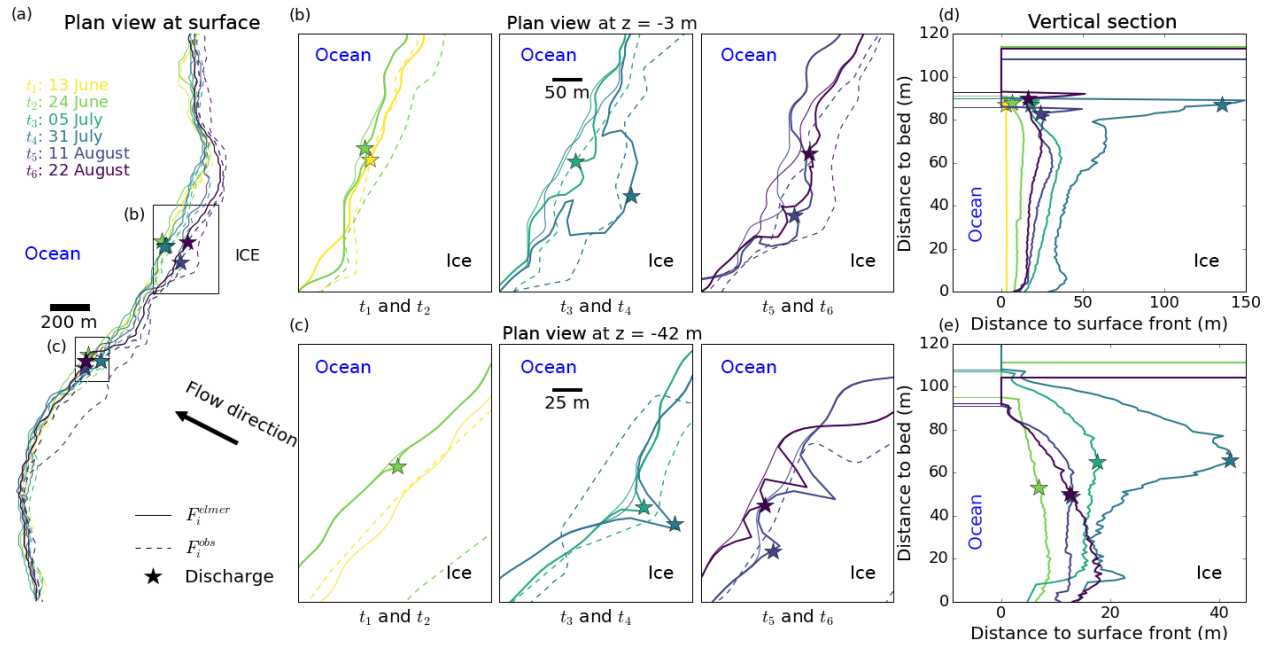 (a)
Plan view at surface
t₁: 13 June
t₂: 24 June
t₃: 05 July
t₄: 31 July
t₅: 11 August
t₆: 22 August
(b)
Ocean
ICE
200 m
(c)
Flow direction
F_i^elmer
F_i^obs
Discharge
(b)
Plan view at z = -3 m
Ocean
Ice
t₁ and t₂
Ocean
50 m
Ice
t₃ and t₄
Ocean
Ice
t₅ and t₆
(c)
Plan view at z = -42 m
Ocean
Ice
t₁ and t₂
Ocean
25 m
Ice
t₃ and t₄
Ocean
Ice
t₅ and t₆
(d)
Vertical section
Distance to bed (m)
120
100
80
60
40
20
0
Ocean
Ice
0 50 100 150
Distance to surface front (m)
(e)
Distance to bed (m)
120
100
80
60
40
20
0
Ocean
Ice
0 20 40
Distance to surface front (m)